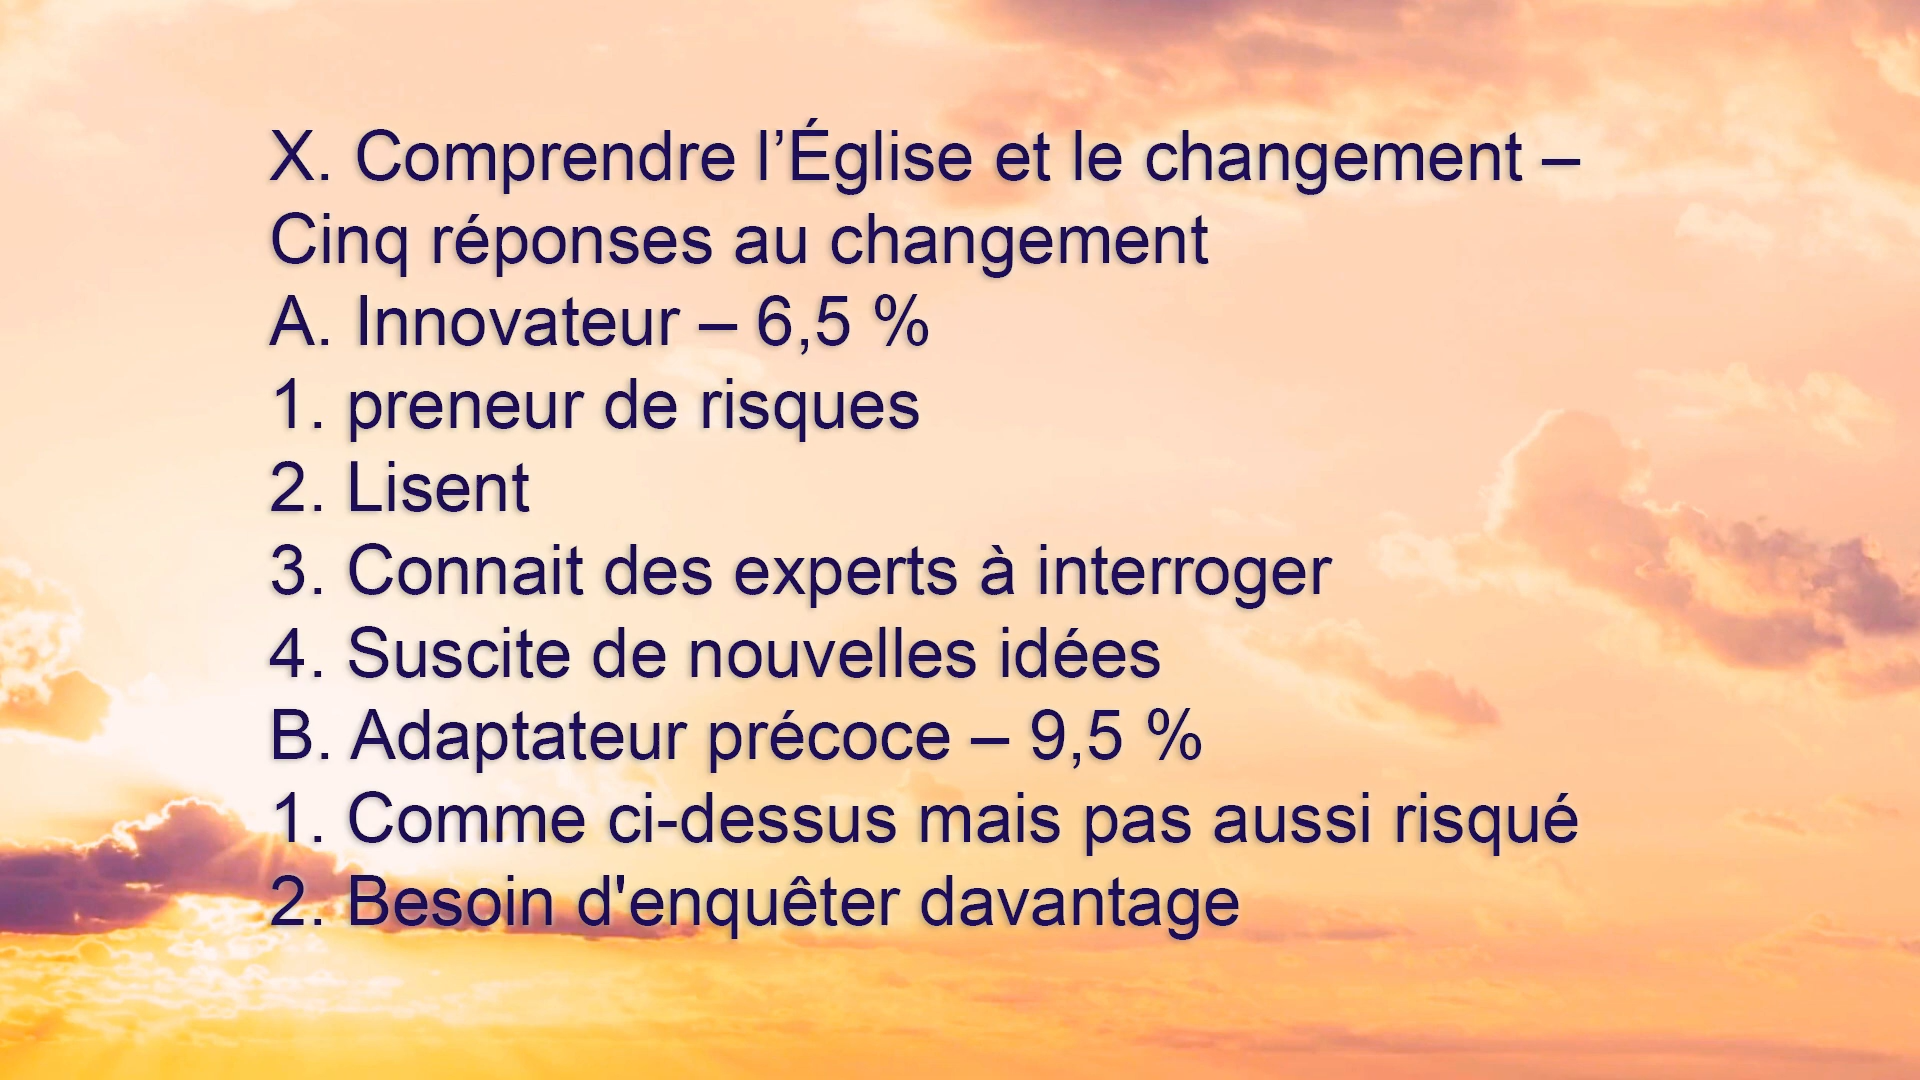 X. Comprendre l’Église et le changement –
Cinq réponses au changement
A. Innovateur – 6,5 %
1. preneur de risques
2. Lisent
3. Connait des experts à interroger
4. Suscite de nouvelles idées
B. Adaptateur précoce – 9,5 %
1. Comme ci-dessus mais pas aussi risqué
2. Besoin d'enquêter davantage